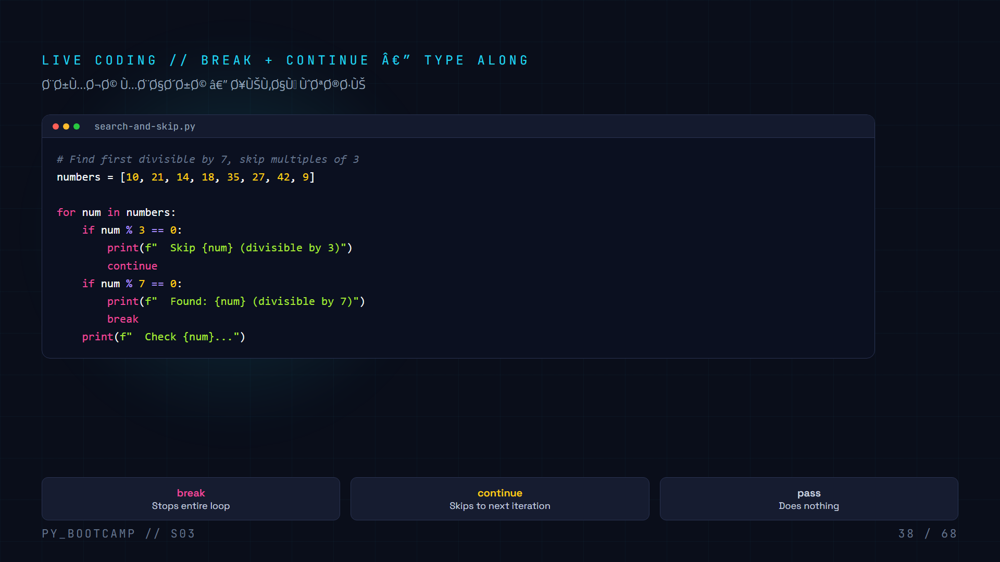 LIVE CODING // BREAK + CONTINUE Â€” TYPE ALONG
Ø¨Ø±Ù…Ø¬Ø© Ù…Ø¨Ø§Ø´Ø±Ø© â€” Ø¥ÙŠÙ‚Ø§Ù ÙˆØªØ®Ø·ÙŠ
search-and-skip.py
# Find first divisible by 7, skip multiples of 3
numbers = [10, 21, 14, 18, 35, 27, 42, 9]
for num in numbers:
    if num % 3 == 0:
        print(f"  Skip {num} (divisible by 3)")
        continue
    if num % 7 == 0:
        print(f"  Found: {num} (divisible by 7)")
        break
    print(f"  Check {num}...")
break
Stops entire loop
continue
Skips to next iteration
pass
Does nothing
PY_BOOTCAMP // S03
38 / 68